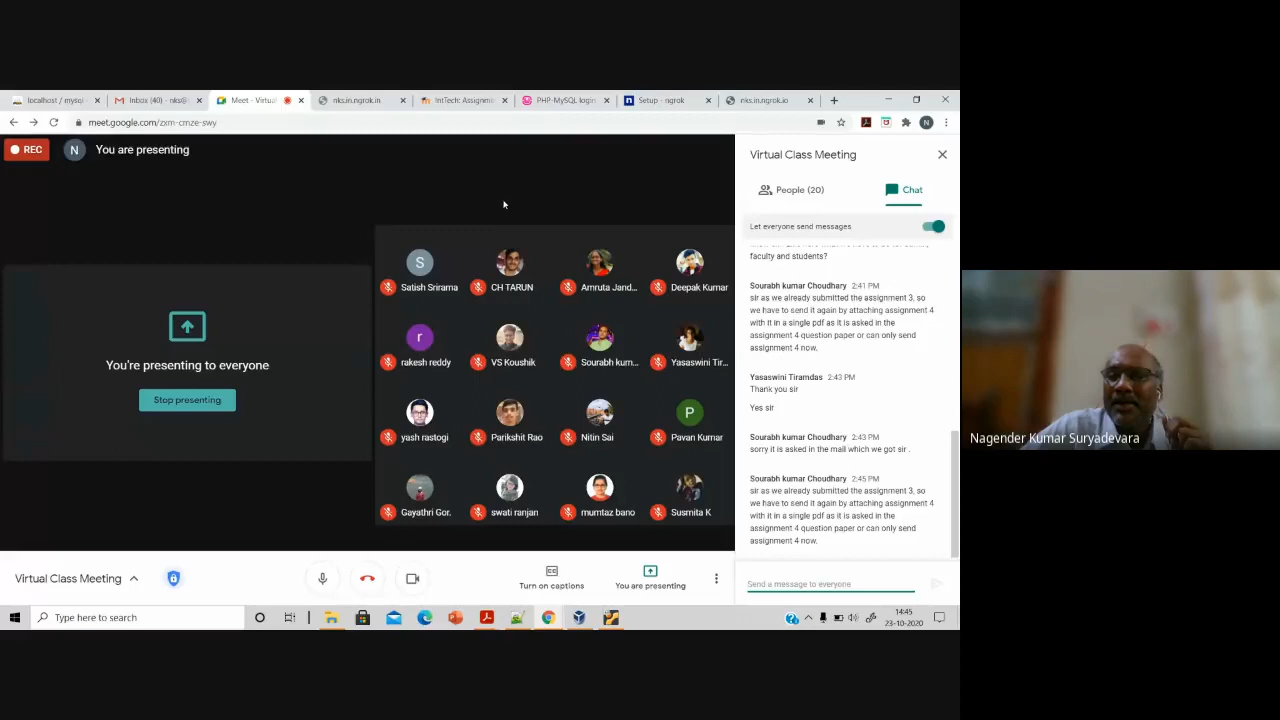 localhost / mysql
Inbox (40) - nks@
Meet - Virtual
nks.in.ngrok.in
IntTech: Assignme
PHP-MySQL login
Setup - ngrok
nks.in.ngrok.io
meet.google.com/zxm-cmze-swy
REC
N
You are presenting
N
Virtual Class Meeting
People (20)
Chat
Let everyone send messages
faculty and students?
Sourabh kumar Choudhary 2:41 PM
sir as we already submitted the assignment 3, so
we have to send it again by attaching assignment 4
with it in a single pdf as it is asked in the
assignment 4 question paper or can only send
assignment 4 now.
Yasaswini Tiramdas 2:43 PM
Thank you sir
Yes sir
Sourabh kumar Choudhary 2:43 PM
sorry it is asked in the mail which we got sir .
Sourabh kumar Choudhary 2:45 PM
sir as we already submitted the assignment 3, so
we have to send it again by attaching assignment 4
with it in a single pdf as it is asked in the
assignment 4 question paper or can only send
assignment 4 now.
Send a message to everyone
You're presenting to everyone
Stop presenting
S
Satish Srirama
CH TARUN
Amruta Jand...
Deepak Kumar
r
rakesh reddy
VS Koushik
Sourabh kum...
Yasaswini Tir...
yash rastogi
Parikshit Rao
Nitin Sai
P
Pavan Kumar
Gayathri Gor.
swati ranjan
mumtaz bano
Susmita K
Virtual Class Meeting
Turn on captions
You are presenting
Type here to search
14:45
23-10-2020
Nagender Kumar Suryadevara